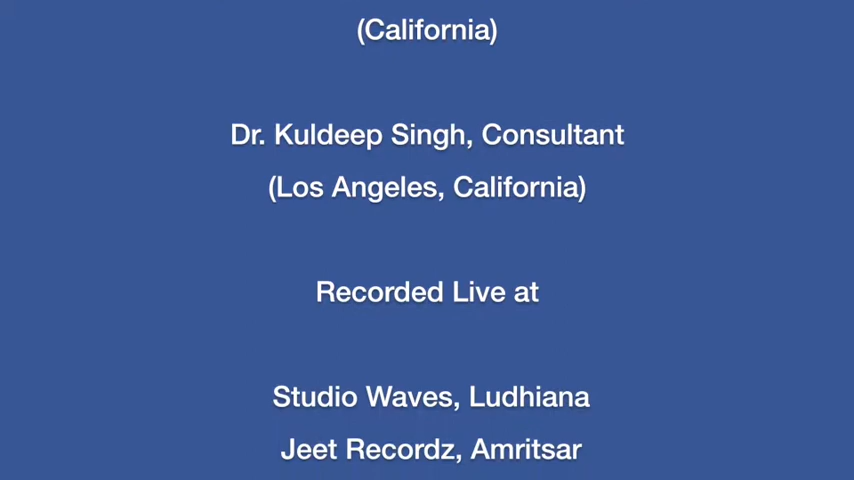 (California)
Dr. Kuldeep Singh, Consultant
(Los Angeles, California)
Recorded Live at
Studio Waves, Ludhiana
Jeet Recordz, Amritsar